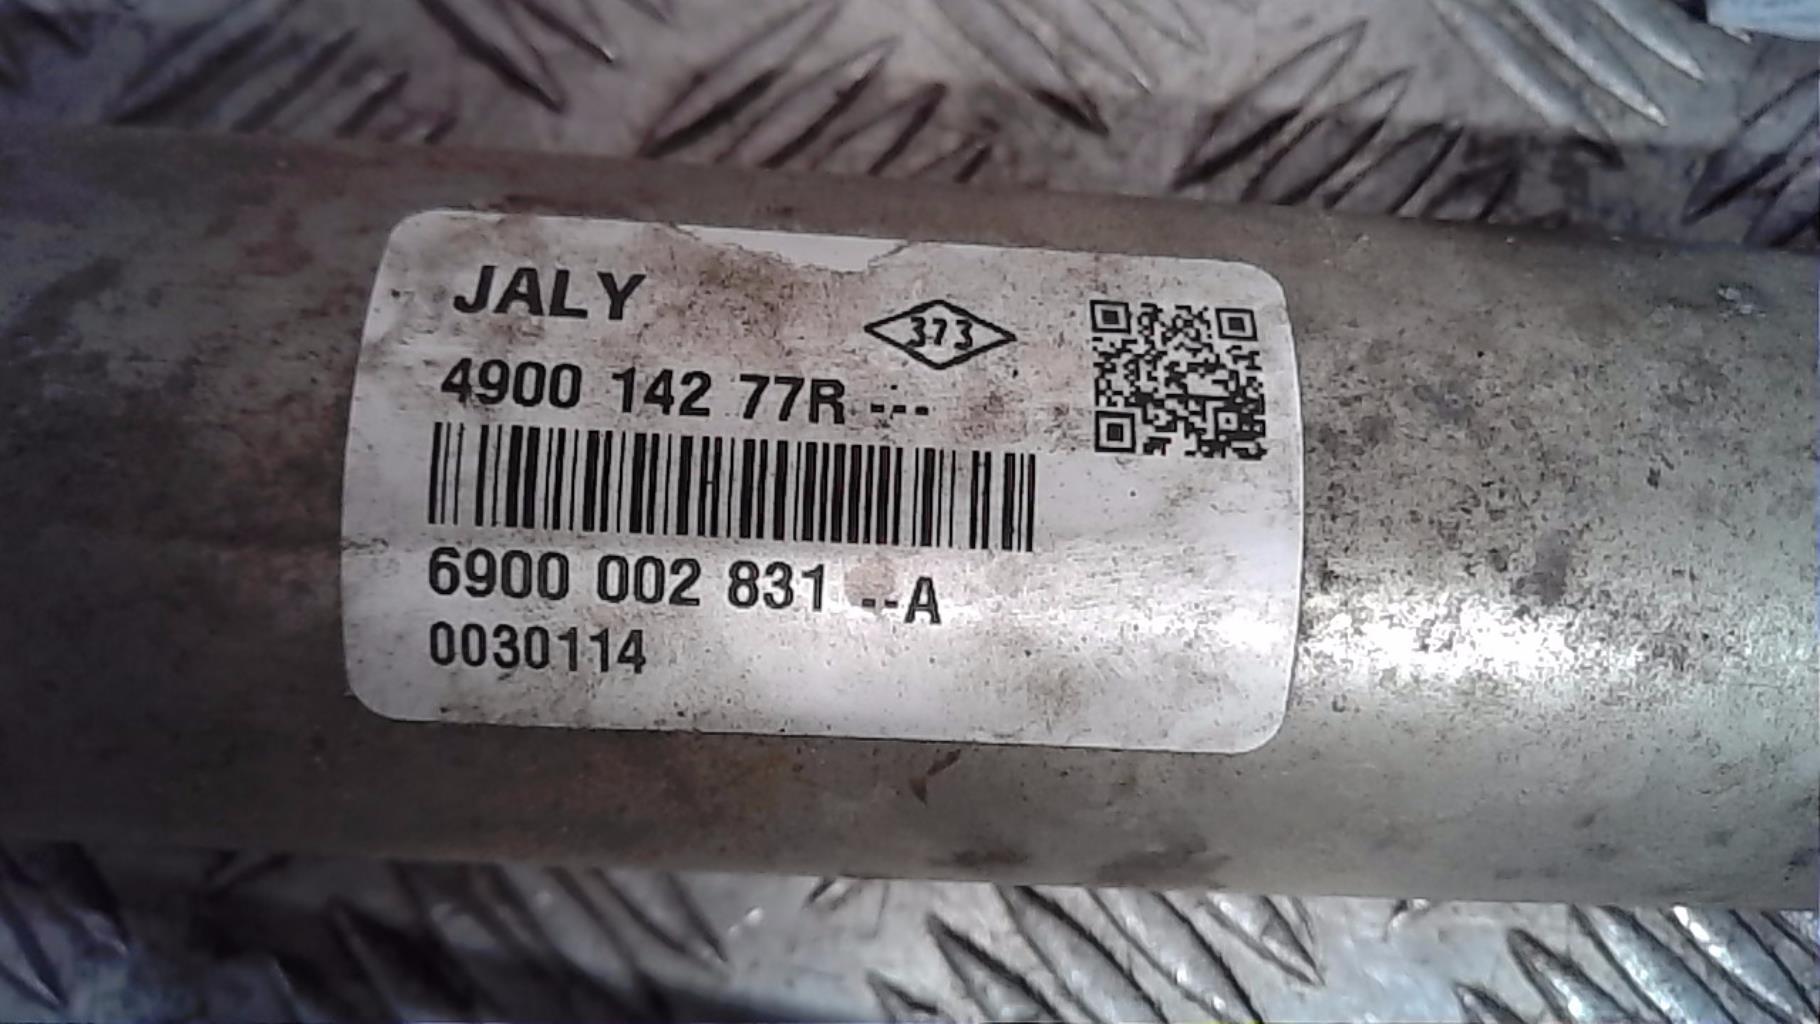 JALY
373
4900 142 77R ---
6900 002 831 --A
0030114